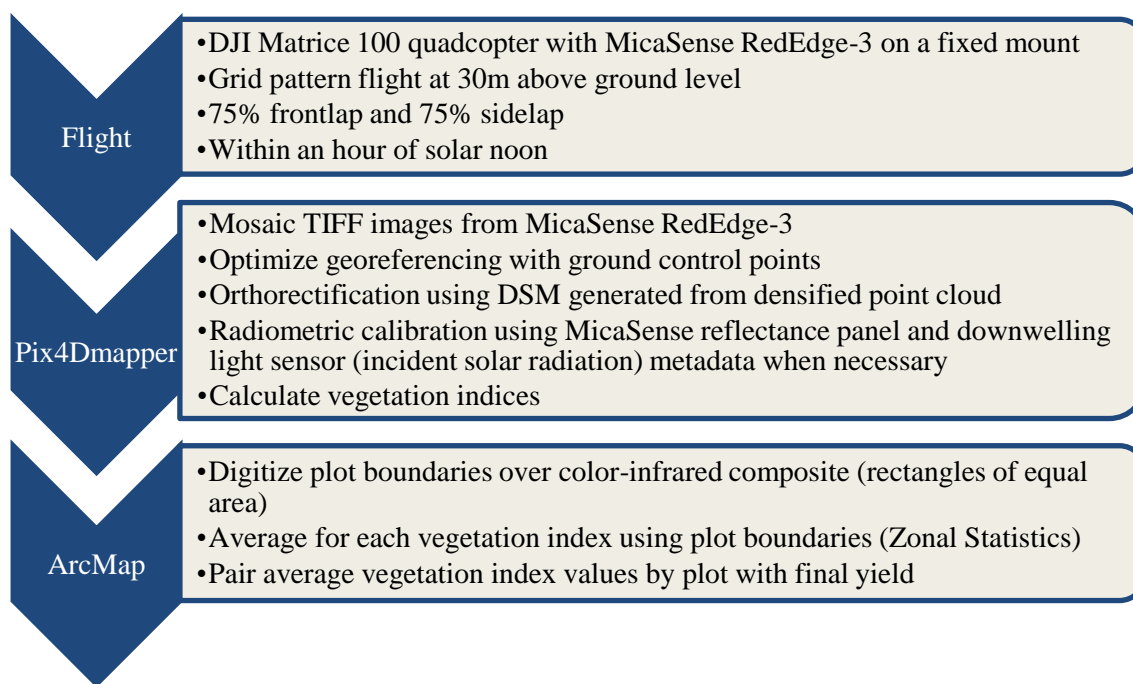 Flight
•DJI Matrice 100 quadcopter with MicaSense RedEdge-3 on a fixed mount
•Grid pattern flight at 30m above ground level
•75% frontlap and 75% sidelap
•Within an hour of solar noon
Pix4Dmapper
•Mosaic TIFF images from MicaSense RedEdge-3
•Optimize georeferencing with ground control points
•Orthorectification using DSM generated from densified point cloud
•Radiometric calibration using MicaSense reflectance panel and downwelling
light sensor (incident solar radiation) metadata when necessary
•Calculate vegetation indices
ArcMap
•Digitize plot boundaries over color-infrared composite (rectangles of equal
area)
•Average for each vegetation index using plot boundaries (Zonal Statistics)
•Pair average vegetation index values by plot with final yield